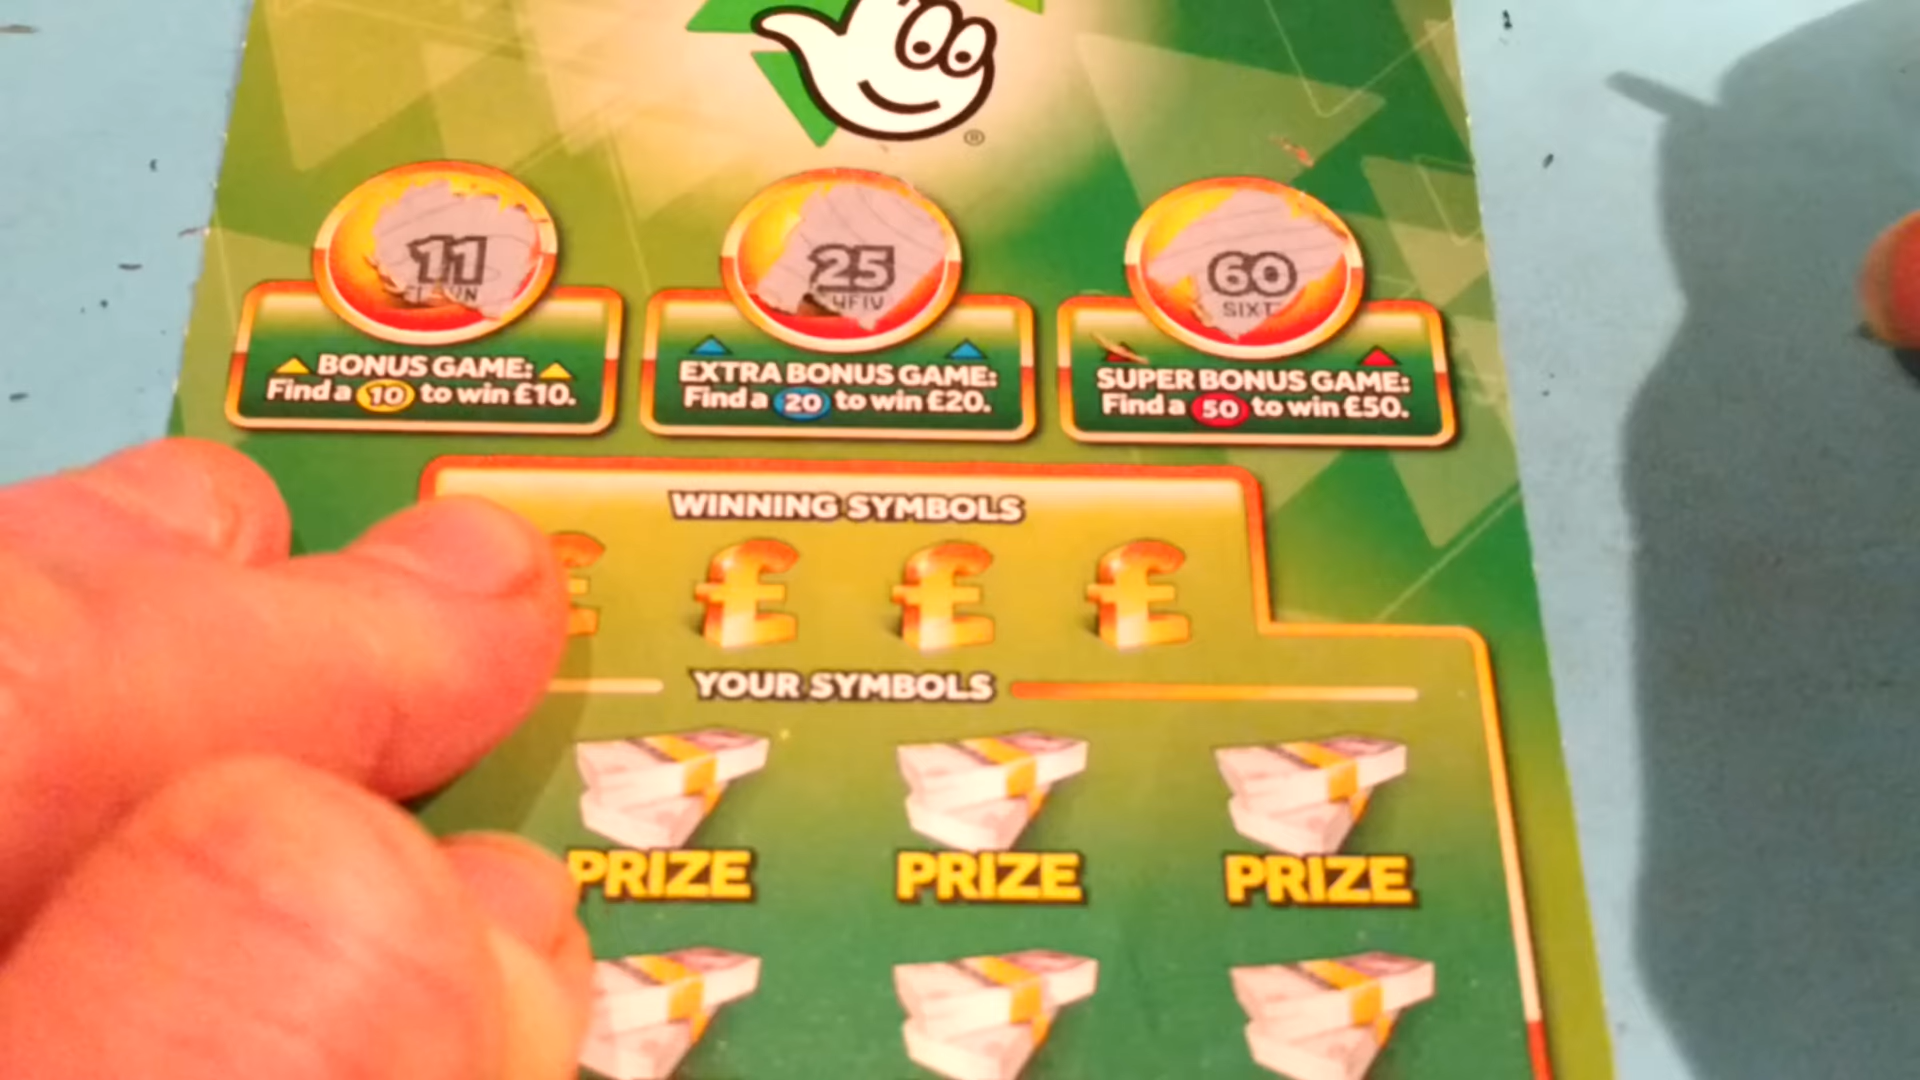 ®
11
25
60
SIXT
BONUS GAME:
Find a 10 to win £10.
EXTRA BONUS GAME:
Find a 20 to win £20.
SUPER BONUS GAME:
Find a 50 to win £50.
WINNING SYMBOLS
£ £ £ £
YOUR SYMBOLS
PRIZE PRIZE PRIZE